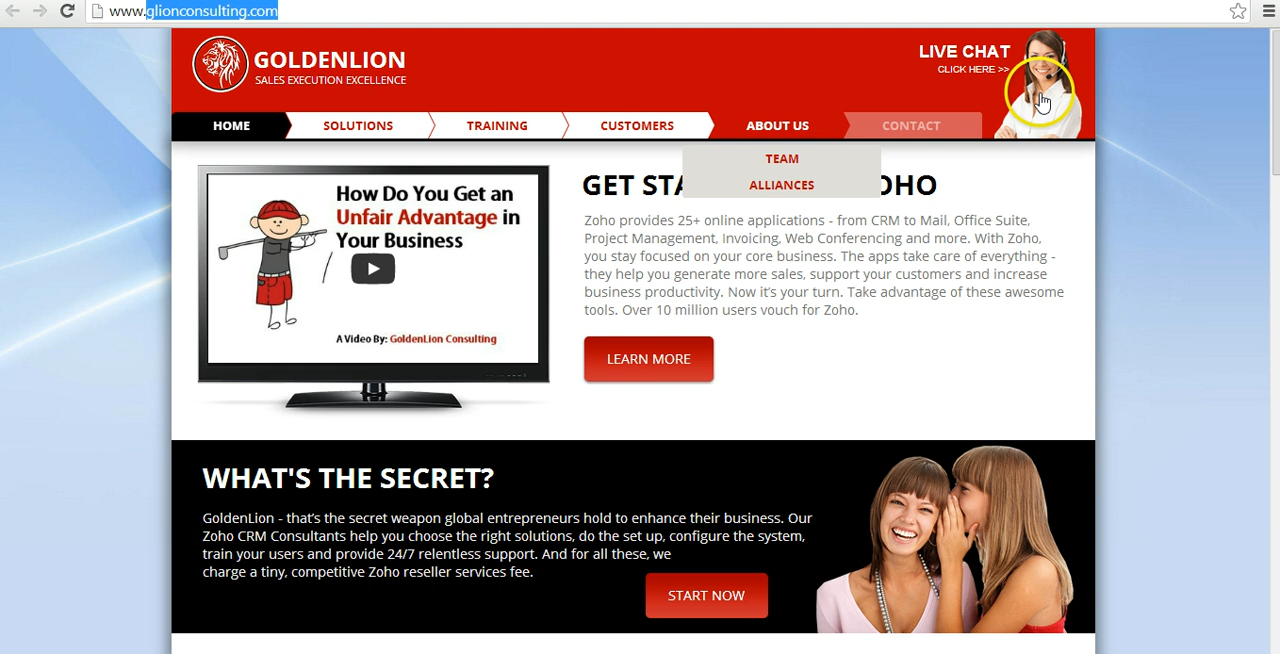 www.glionconsulting.com
GOLDENLION
SALES EXECUTION EXCELLENCE
LIVE CHAT
CLICK HERE >>
HOME
SOLUTIONS
TRAINING
CUSTOMERS
ABOUT US
CONTACT
TEAM
ALLIANCES
How Do You Get an
Unfair Advantage in
Your Business
A Video By: GoldenLion Consulting
GET STA OHO
Zoho provides 25+ online applications - from CRM to Mail, Office Suite,
Project Management, Invoicing, Web Conferencing and more. With Zoho,
you stay focused on your core business. The apps take care of everything -
they help you generate more sales, support your customers and increase
business productivity. Now it's your turn. Take advantage of these awesome
tools. Over 10 million users vouch for Zoho.
LEARN MORE
WHAT'S THE SECRET?
GoldenLion - that's the secret weapon global entrepreneurs hold to enhance their business. Our
Zoho CRM Consultants help you choose the right solutions, do the set up, configure the system,
train your users and provide 24/7 relentless support. And for all these, we
charge a tiny, competitive Zoho reseller services fee.
START NOW